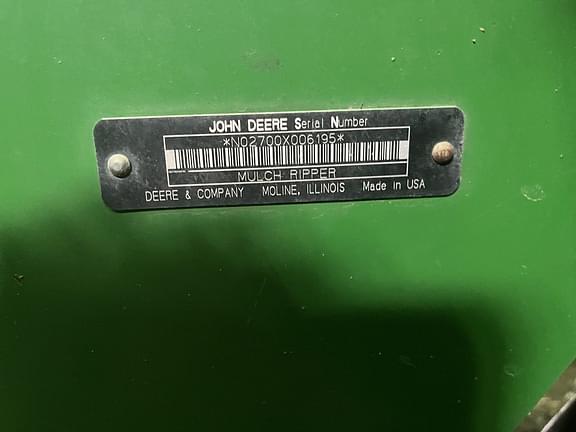 JOHN DEERE Serial Number
*N02700X006195*
MULCH RIPPER
DEERE & COMPANY MOLINE, ILLINOIS Made in USA